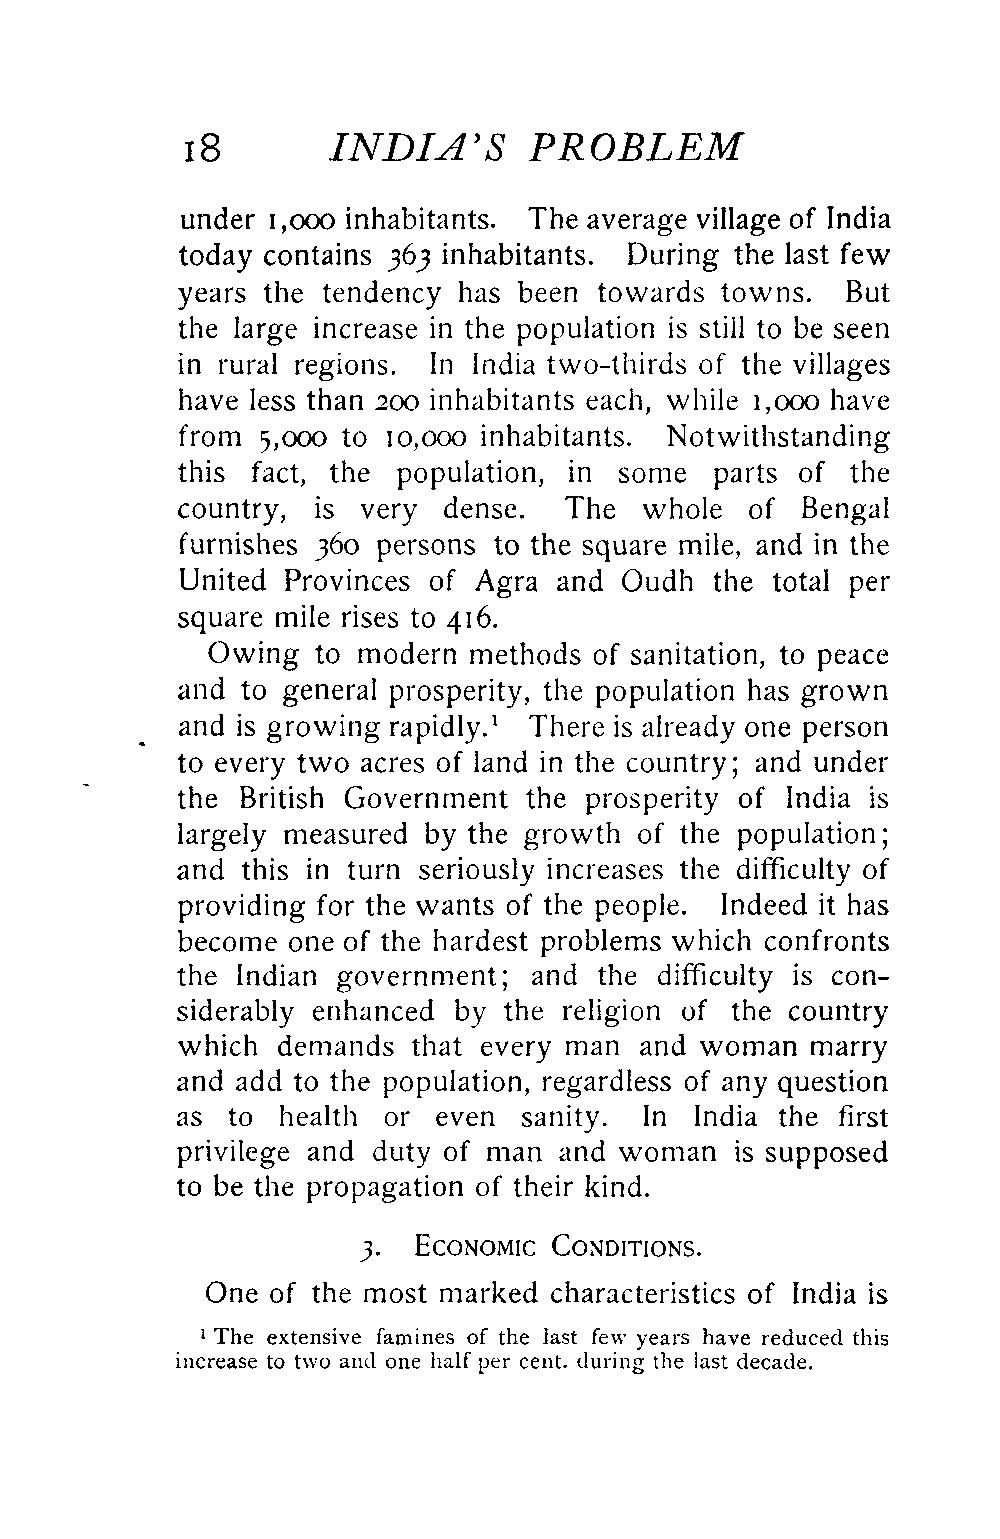 18 INDIA'S PROBLEM
under 1,000 inhabitants. The average village of India
today contains 363 inhabitants. During the last few
years the tendency has been towards towns. But
the large increase in the population is still to be seen
in rural regions. In India two-thirds of the villages
have less than 200 inhabitants each, while 1,000 have
from 5,000 to 10,000 inhabitants. Notwithstanding
this fact, the population, in some parts of the
country, is very dense. The whole of Bengal
furnishes 360 persons to the square mile, and in the
United Provinces of Agra and Oudh the total per
square mile rises to 416.
Owing to modern methods of sanitation, to peace
and to general prosperity, the population has grown
and is growing rapidly.¹ There is already one person
to every two acres of land in the country; and under
the British Government the prosperity of India is
largely measured by the growth of the population;
and this in turn seriously increases the difficulty of
providing for the wants of the people. Indeed it has
become one of the hardest problems which confronts
the Indian government; and the difficulty is con-
siderably enhanced by the religion of the country
which demands that every man and woman marry
and add to the population, regardless of any question
as to health or even sanity. In India the first
privilege and duty of man and woman is supposed
to be the propagation of their kind.
3. ECONOMIC CONDITIONS.
One of the most marked characteristics of India is
¹ The extensive famines of the last few years have reduced this
increase to two and one half per cent. during the last decade.